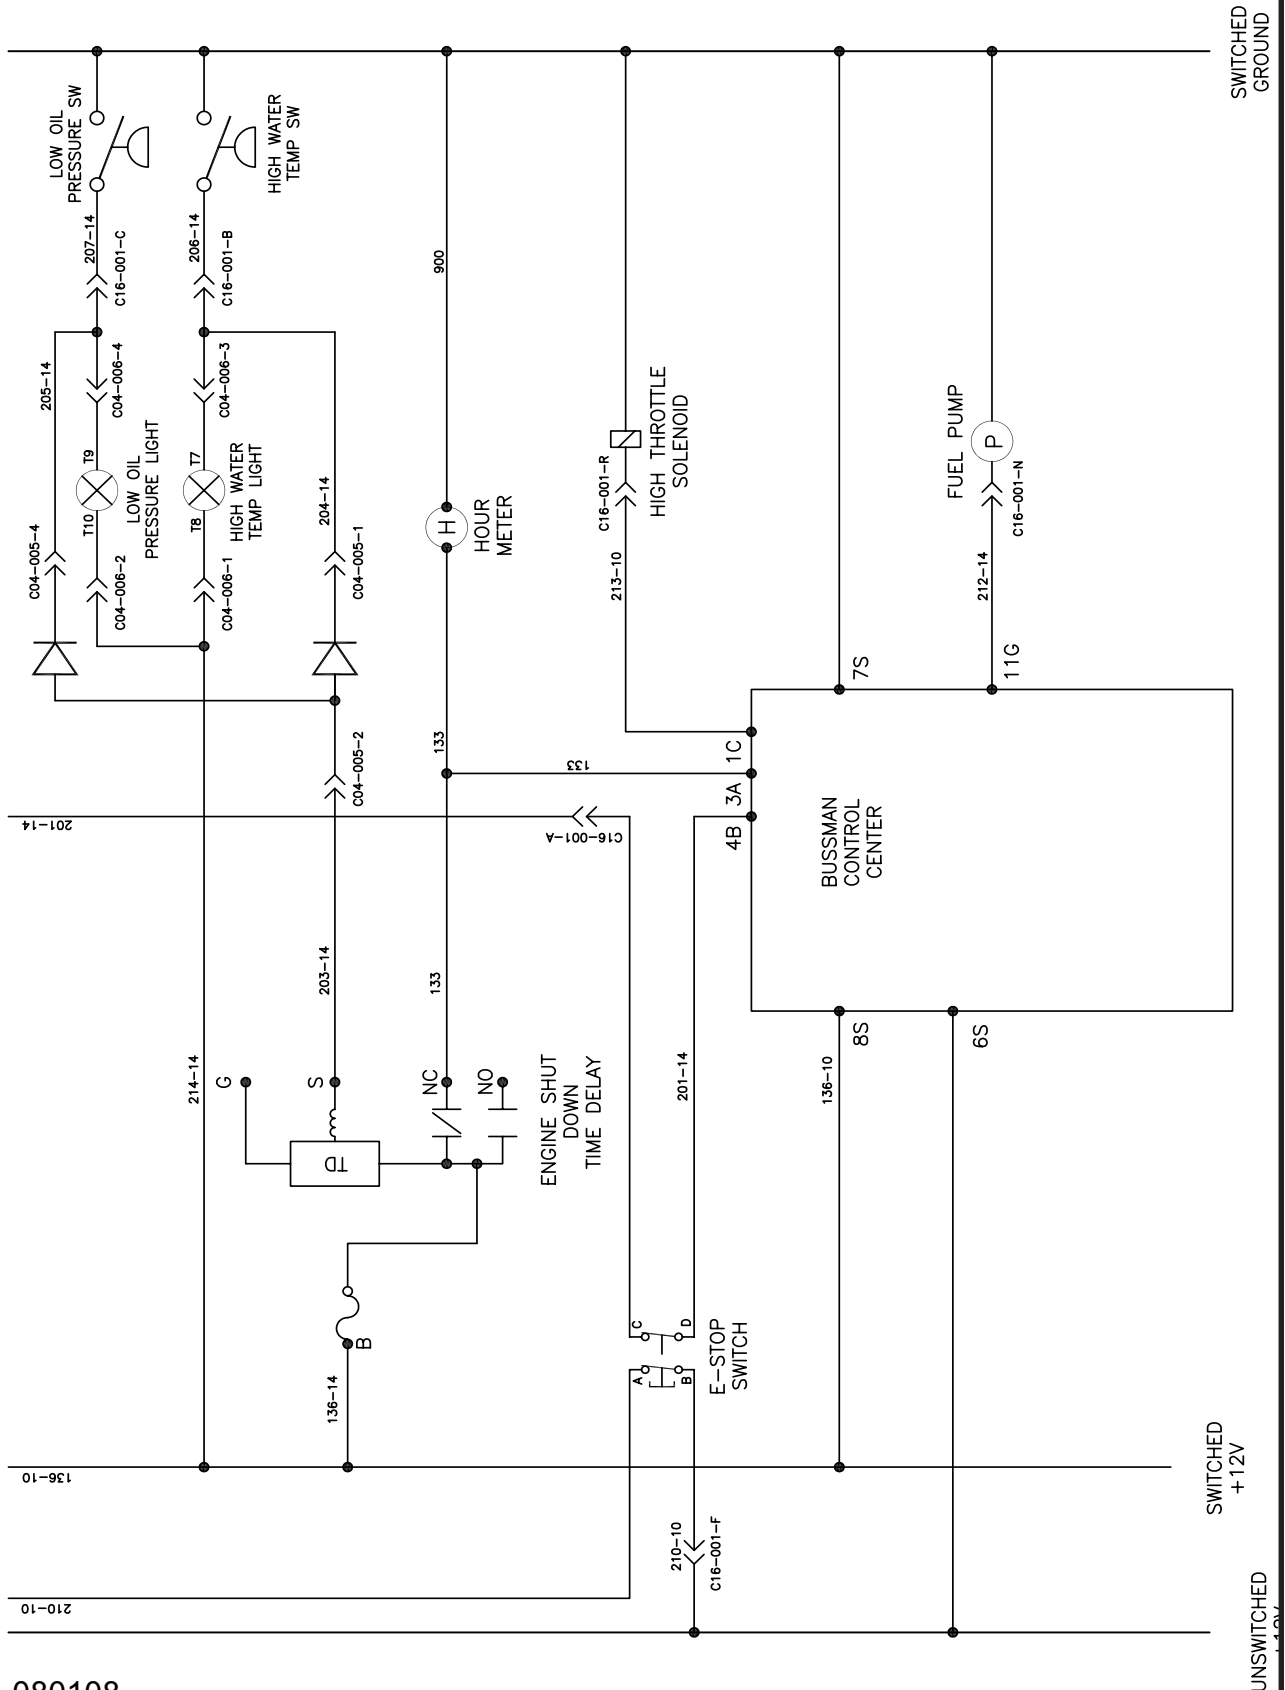 SWITCHED
GROUND
LOW OIL
PRESSURE SW
HIGH WATER
TEMP SW
207-14
C16-001-C
206-14
C16-001-B
900
205-14
C04-006-4
C04-006-3
HIGH THROTTLE
SOLENOID
FUEL PUMP
P
T9
LOW OIL
PRESSURE LIGHT
T10
T7
HIGH WATER
TEMP LIGHT
T8
204-14
C16-001-R
C16-001-N
H
HOUR
METER
C04-005-4
C04-006-2
C04-006-1
C04-005-1
213-10
212-14
7S
11G
133
133
C04-005-2
1C
3A
4B
201-14
C16-001-A
BUSSMAN
CONTROL
CENTER
203-14
133
214-14
G
S
NC
NO
201-14
136-10
8S
6S
TD
ENGINE SHUT
DOWN
TIME DELAY
B
136-14
C
D
A
B
E-STOP
SWITCH
136-10
SWITCHED
+12V
210-10
C16-001-F
210-10
UNSWITCHED
080108